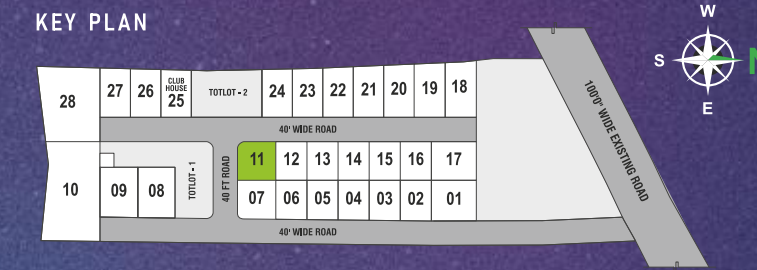 KEY PLAN
W
S
N
E
28
27
26
CLUB
HOUSE
25
TOTLOT - 2
24
23
22
21
20
19
18
100'0" WIDE EXISTING ROAD
40' WIDE ROAD
10
09
08
TOTLOT - 1
40 FT ROAD
11
12
13
14
15
16
17
07
06
05
04
03
02
01
40' WIDE ROAD